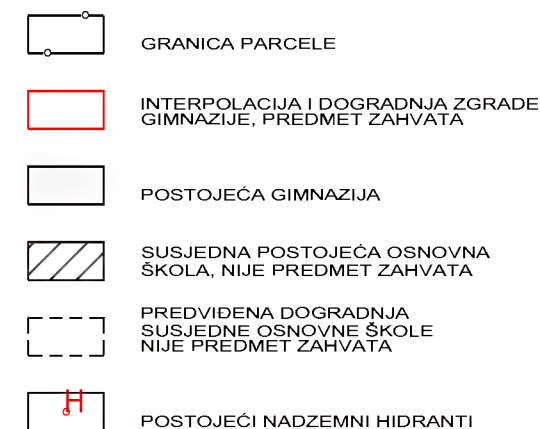 GRANICA PARCELE
INTERPOLACIJA I DOGRADNJA ZGRADE
GIMNAZIJE, PREDMET ZAHVATA
POSTOJEĆA GIMNAZIJA
SUSJEDNA POSTOJEĆA OSNOVNA
ŠKOLA, NIJE PREDMET ZAHVATA
PREDVIĐENA DOGRADNJA
SUSJEDNE OSNOVNE ŠKOLE
NIJE PREDMET ZAHVATA
H
POSTOJEĆI NADZEMNI HIDRANTI